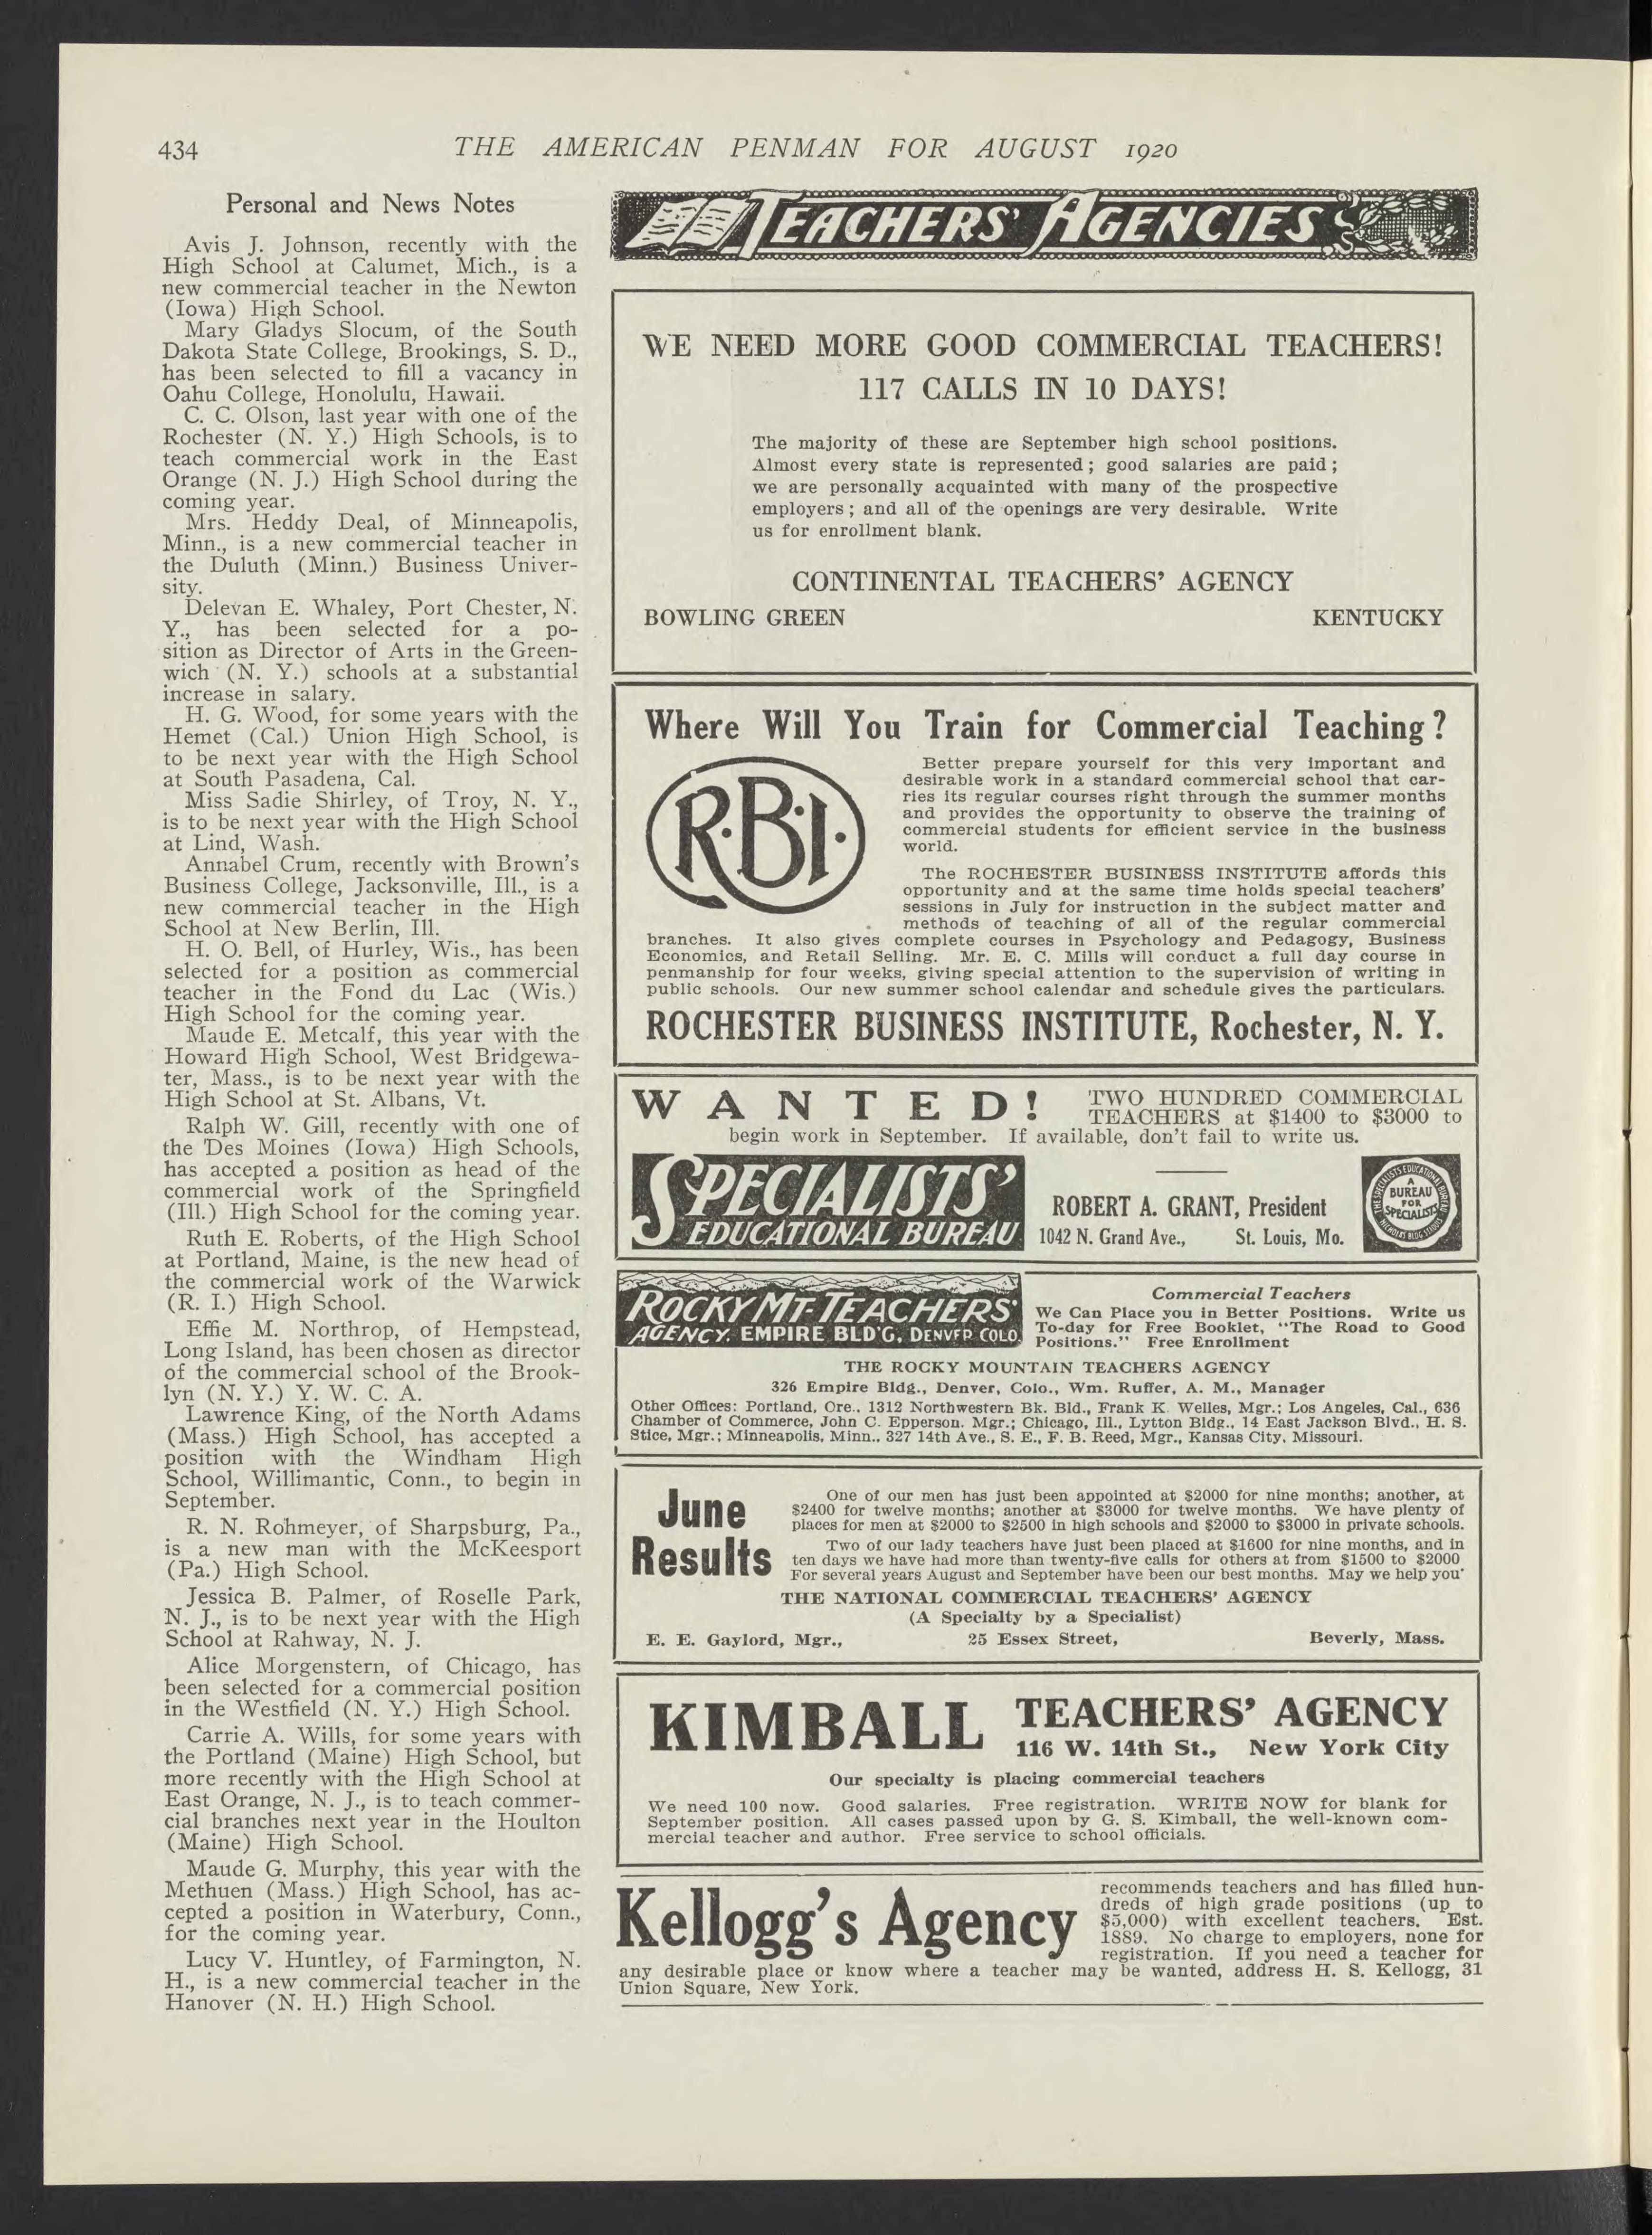 434
THE AMERICAN PENMAN FOR AUGUST 1920
Personal and News Notes
Avis J. Johnson, recently with the
High School at Calumet, Mich., is a
new commercial teacher in the Newton
(Iowa) High School.
Mary Gladys Slocum, of the South
Dakota State College, Brookings, S. D.,
has been selected to fill a vacancy in
Oahu College, Honolulu, Hawaii.
C. C. Olson, last year with one of the
Rochester (N. Y.) High Schools, is to
teach commercial work in the East
Orange (N. J.) High School during the
coming year.
Mrs. Heddy Deal, of Minneapolis,
Minn., is a new commercial teacher in
the Duluth (Minn.) Business Univer-
sity.
Delevan E. Whaley, Port Chester, N.
Y., has been selected for a po-
sition as Director of Arts in the Green-
wich (N. Y.) schools at a substantial
increase in salary.
H. G. Wood, for some years with the
Hemet (Cal.) Union High School, is
to be next year with the High School
at South Pasadena, Cal.
Miss Sadie Shirley, of Troy, N. Y.,
is to be next year with the High School
at Lind, Wash.
Annabel Crum, recently with Brown's
Business College, Jacksonville, Ill., is a
new commercial teacher in the High
School at New Berlin, Ill.
H. O. Bell, of Hurley, Wis., has been
selected for a position as commercial
teacher in the Fond du Lac (Wis.)
High School for the coming year.
Maude E. Metcalf, this year with the
Howard High School, West Bridgewa-
ter, Mass., is to be next year with the
High School at St. Albans, Vt.
Ralph W. Gill, recently with one of
the Des Moines (Iowa) High Schools,
has accepted a position as head of the
commercial work of the Springfield
(Ill.) High School for the coming year.
Ruth E. Roberts, of the High School
at Portland, Maine, is the new head of
the commercial work of the Warwick
(R. I.) High School.
Effie M. Northrop, of Hempstead,
Long Island, has been chosen as director
of the commercial school of the Brook-
lyn (N. Y.) Y. W. C. A.
Lawrence King, of the North Adams
(Mass.) High School, has accepted a
position with the Windham High
School, Willimantic, Conn., to begin in
September.
R. N. Rohmeyer, of Sharpsburg, Pa.,
is a new man with the McKeesport
(Pa.) High School.
Jessica B. Palmer, of Roselle Park,
N. J., is to be next year with the High
School at Rahway, N. J.
Alice Morgenstern, of Chicago, has
been selected for a commercial position
in the Westfield (N. Y.) High School.
Carrie A. Wills, for some years with
the Portland (Maine) High School, but
more recently with the High School at
East Orange, N. J., is to teach commer-
cial branches next year in the Houlton
(Maine) High School.
Maude G. Murphy, this year with the
Methuen (Mass.) High School, has ac-
cepted a position in Waterbury, Conn.,
for the coming year.
Lucy V. Huntley, of Farmington, N.
H., is a new commercial teacher in the
Hanover (N. H.) High School.
TEACHERS' AGENCIES
WE NEED MORE GOOD COMMERCIAL TEACHERS!
117 CALLS IN 10 DAYS!
The majority of these are September high school positions.
Almost every state is represented; good salaries are paid;
we are personally acquainted with many of the prospective
employers; and all of the openings are very desirable. Write
us for enrollment blank.
CONTINENTAL TEACHERS' AGENCY
BOWLING GREEN KENTUCKY
Where Will You Train for Commercial Teaching?
R.B.I.
Better prepare yourself for this very important and
desirable work in a standard commercial school that car-
ries its regular courses right through the summer months
and provides the opportunity to observe the training of
commercial students for efficient service in the business
world.
The ROCHESTER BUSINESS INSTITUTE affords this
opportunity and at the same time holds special teachers'
sessions in July for instruction in the subject matter and
methods of teaching of all of the regular commercial
branches. It also gives complete courses in Psychology and Pedagogy, Business
Economics, and Retail Selling. Mr. E. C. Mills will conduct a full day course in
penmanship for four weeks, giving special attention to the supervision of writing in
public schools. Our new summer school calendar and schedule gives the particulars.
ROCHESTER BUSINESS INSTITUTE, Rochester, N. Y.
WANTED! TWO HUNDRED COMMERCIAL
TEACHERS at $1400 to $3000 to
begin work in September. If available, don't fail to write us.
SPECIALISTS'
EDUCATIONAL BUREAU
ROBERT A. GRANT, President
1042 N. Grand Ave., St. Louis, Mo.
A
BUREAU
FOR
SPECIALISTS
ROCKY MT. TEACHERS'
AGENCY. EMPIRE BLD'G, DENVER COLO.
Commercial Teachers
We Can Place you in Better Positions. Write us
To-day for Free Booklet, "The Road to Good
Positions." Free Enrollment
THE ROCKY MOUNTAIN TEACHERS AGENCY
326 Empire Bldg., Denver, Colo., Wm. Ruffer, A. M., Manager
Other Offices: Portland, Ore., 1312 Northwestern Bk. Bld., Frank K. Welles, Mgr.; Los Angeles, Cal., 636
Chamber of Commerce, John C. Epperson. Mgr.; Chicago, Ill., Lytton Bldg., 14 East Jackson Blvd., H. S.
Stice, Mgr.; Minneapolis, Minn., 327 14th Ave., S. E., F. B. Reed, Mgr., Kansas City, Missouri.
June
Results
One of our men has just been appointed at $2000 for nine months; another, at
$2400 for twelve months; another at $3000 for twelve months. We have plenty of
places for men at $2000 to $2500 in high schools and $2000 to $3000 in private schools.
Two of our lady teachers have just been placed at $1600 for nine months, and in
ten days we have had more than twenty-five calls for others at from $1500 to $2000
For several years August and September have been our best months. May we help you
THE NATIONAL COMMERCIAL TEACHERS' AGENCY
(A Specialty by a Specialist)
E. E. Gaylord, Mgr., 25 Essex Street, Beverly, Mass.
KIMBALL TEACHERS' AGENCY
116 W. 14th St., New York City
Our specialty is placing commercial teachers
We need 100 now. Good salaries. Free registration. WRITE NOW for blank for
September position. All cases passed upon by G. S. Kimball, the well-known com-
mercial teacher and author. Free service to school officials.
Kellogg's Agency
recommends teachers and has filled hun-
dreds of high grade positions (up to
$5,000) with excellent teachers. Est.
1889. No charge to employers, none for
registration. If you need a teacher for
any desirable place or know where a teacher may be wanted, address H. S. Kellogg, 31
Union Square, New York.